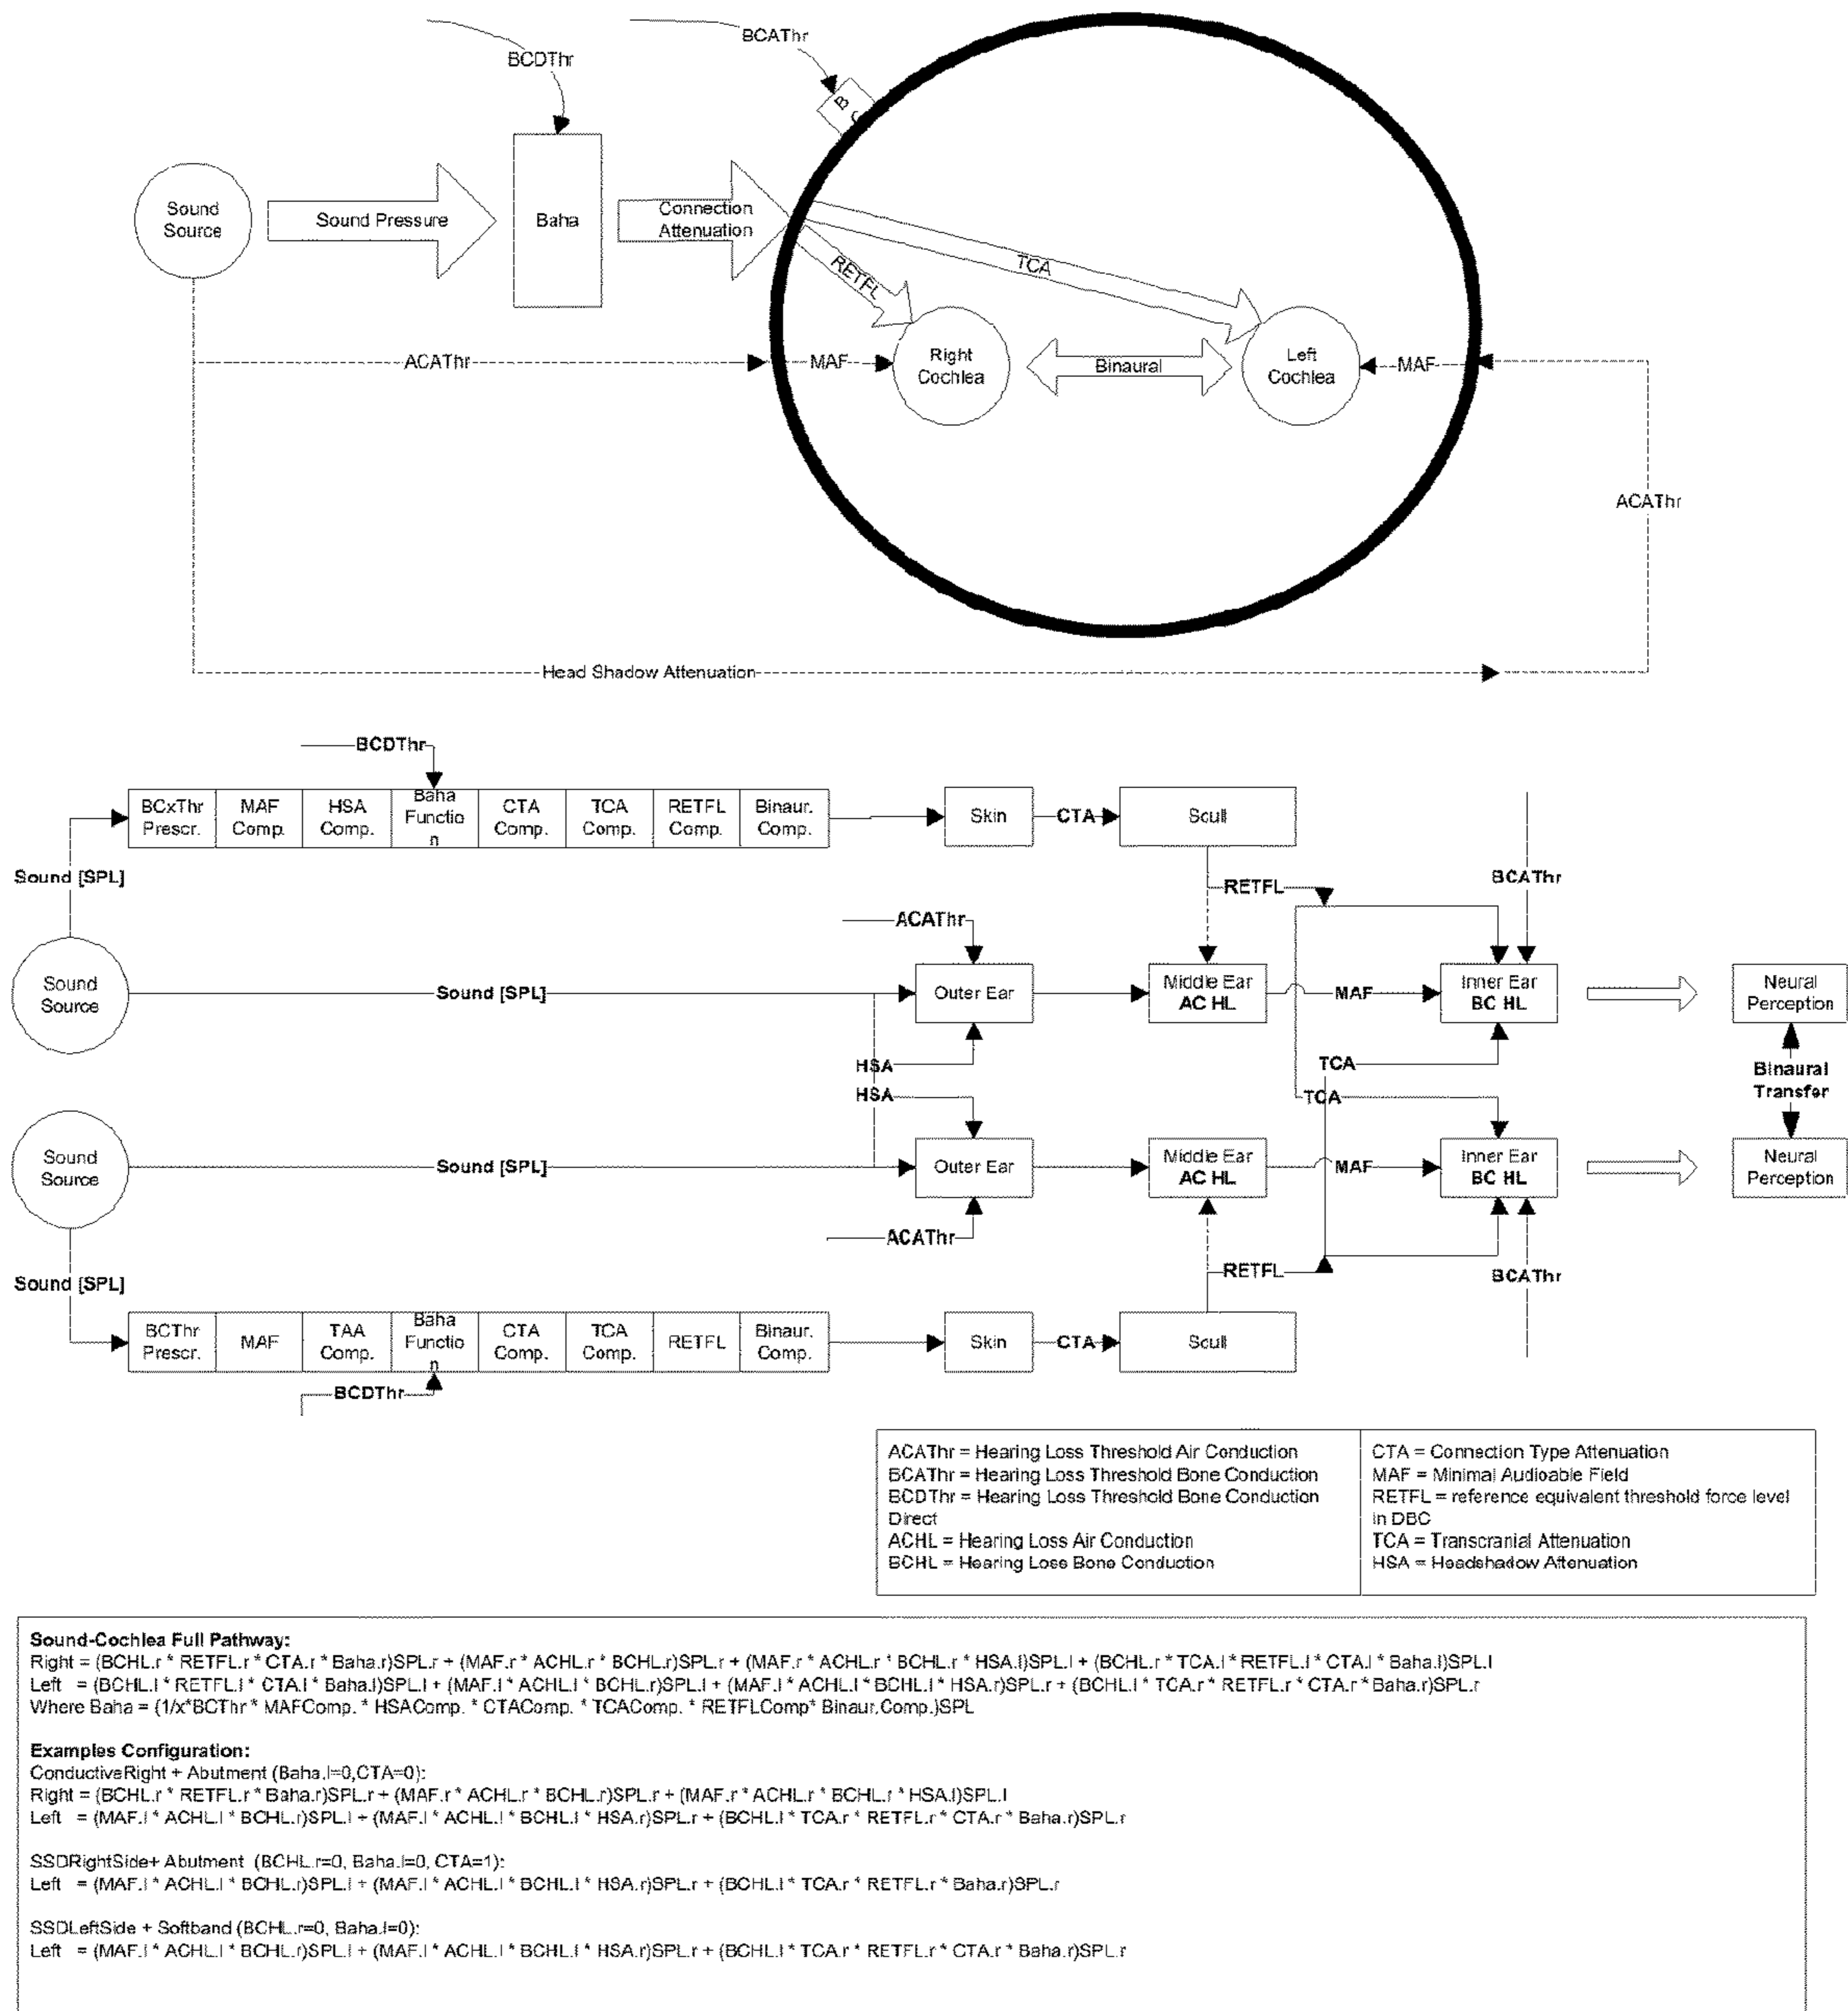 BCDThr
BCAThr
B
C
Sound
Source
Sound Pressure
Baha
Connection
Attenuation
RETFL
TCA
ACAThr
MAF
Right
Cochlea
Binaural
Left
Cochlea
MAF
ACAThr
Head Shadow Attenuation
BCDThr
BCxThr
Prescr.
MAF
Comp.
HSA
Comp.
Baha
Functio
n
CTA
Comp.
TCA
Comp.
RETFL
Comp.
Binaur.
Comp.
Skin
CTA
Scull
Sound [SPL]
RETFL
BCAThr
ACAThr
Sound
Source
Sound [SPL]
Outer Ear
Middle Ear
AC HL
MAF
Inner Ear
BC HL
Neural
Perception
HSA
TCA
Binaural
Transfer
HSA
TCA
Sound
Source
Sound [SPL]
Outer Ear
Middle Ear
AC HL
MAF
Inner Ear
BC HL
Neural
Perception
ACAThr
Sound [SPL]
RETFL
BCAThr
BCThr
Prescr.
MAF
TAA
Comp.
Baha
Functio
n
CTA
Comp.
TCA
Comp.
RETFL
Binaur.
Comp.
Skin
CTA
Scull
BCDThr
ACAThr = Hearing Loss Threshold Air Conduction
BCAThr = Hearing Loss Threshold Bone Conduction
BCDThr = Hearing Loss Threshold Bone Conduction
Direct
ACHL = Hearing Loss Air Conduction
BCHL = Hearing Loss Bone Conduction
CTA = Connection Type Attenuation
MAF = Minimal Audioable Field
RETFL = reference equivalent threshold force level
in DBC
TCA = Transcranial Attenuation
HSA = Headshadow Attenuation
Sound-Cochlea Full Pathway:
Right = (BCHL.r * RETFL.r * CTA.r * Baha.r)SPL.r + (MAF.r * ACHL.r * BCHL.r)SPL.r + (MAF.r * ACHL.r * BCHL.r * HSA.l)SPL.l + (BCHL.r * TCA.l * RETFL.l * CTA.l * Baha.l)SPL.l
Left = (BCHL.l * RETFL.l * CTA.l * Baha.l)SPL.l + (MAF.l * ACHL.l * BCHL.r)SPL.l + (MAF.l * ACHL.l * BCHL.l * HSA.r)SPL.r + (BCHL.l * TCA.r * RETFL.r * CTA.r * Baha.r)SPL.r
Where Baha = (1/x*BCThr * MAFComp. * HSAComp. * CTAComp. * TCAComp. * RETFLComp* Binaur.Comp.)SPL
Examples Configuration:
ConductiveRight + Abutment (Baha.l=0,CTA=0):
Right = (BCHL.r * RETFL.r * Baha.r)SPL.r + (MAF.r * ACHL.r * BCHL.r)SPL.r + (MAF.r * ACHL.r * BCHL.r * HSA.l)SPL.l
Left = (MAF.l * ACHL.l * BCHL.r)SPL.l + (MAF.l * ACHL.l * BCHL.l * HSA.r)SPL.r + (BCHL.l * TCA.r * RETFL.r * CTA.r * Baha.r)SPL.r
SSDRightSide+ Abutment (BCHL.r=0, Baha.l=0, CTA=1):
Left = (MAF.l * ACHL.l * BCHL.r)SPL.l + (MAF.l * ACHL.l * BCHL.l * HSA.r)SPL.r + (BCHL.l * TCA.r * RETFL.r * Baha.r)SPL.r
SSDLeftSide + Softband (BCHL.r=0, Baha.l=0):
Left = (MAF.l * ACHL.l * BCHL.r)SPL.l + (MAF.l * ACHL.l * BCHL.l * HSA.r)SPL.r + (BCHL.l * TCA.r * RETFL.r * CTA.r * Baha.r)SPL.r